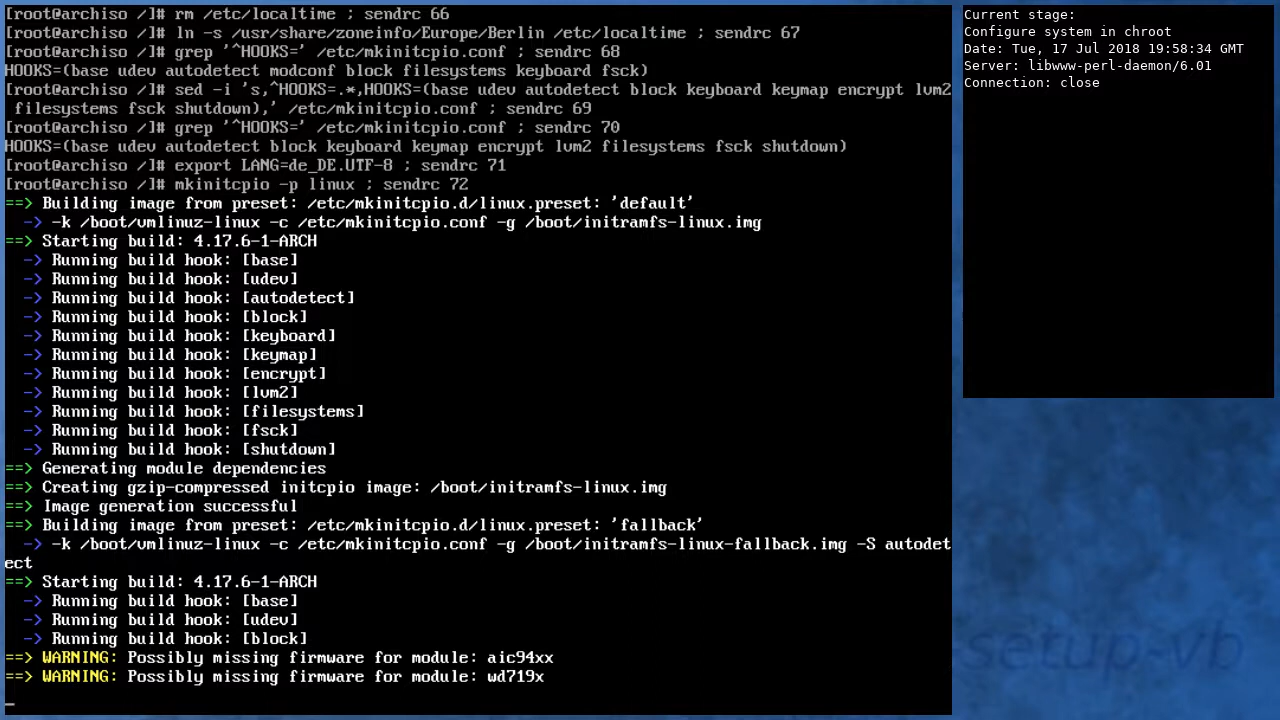 [root@archiso /]# rm /etc/localtime ; sendrc 66
[root@archiso /]# ln -s /usr/share/zoneinfo/Europe/Berlin /etc/localtime ; sendrc 67
[root@archiso /]# grep '^HOOKS=' /etc/mkinitcpio.conf ; sendrc 68
HOOKS=(base udev autodetect modconf block filesystems keyboard fsck)
[root@archiso /]# sed -i 's,^HOOKS=.*,HOOKS=(base udev autodetect block keyboard keymap encrypt lvm2
 filesystems fsck shutdown),' /etc/mkinitcpio.conf ; sendrc 69
[root@archiso /]# grep '^HOOKS=' /etc/mkinitcpio.conf ; sendrc 70
HOOKS=(base udev autodetect block keyboard keymap encrypt lvm2 filesystems fsck shutdown)
[root@archiso /]# export LANG=de_DE.UTF-8 ; sendrc 71
[root@archiso /]# mkinitcpio -p linux ; sendrc 72
==> Building image from preset: /etc/mkinitcpio.d/linux.preset: 'default'
  -> -k /boot/vmlinuz-linux -c /etc/mkinitcpio.conf -g /boot/initramfs-linux.img
==> Starting build: 4.17.6-1-ARCH
  -> Running build hook: [base]
  -> Running build hook: [udev]
  -> Running build hook: [autodetect]
  -> Running build hook: [block]
  -> Running build hook: [keyboard]
  -> Running build hook: [keymap]
  -> Running build hook: [encrypt]
  -> Running build hook: [lvm2]
  -> Running build hook: [filesystems]
  -> Running build hook: [fsck]
  -> Running build hook: [shutdown]
==> Generating module dependencies
==> Creating gzip-compressed initcpio image: /boot/initramfs-linux.img
==> Image generation successful
==> Building image from preset: /etc/mkinitcpio.d/linux.preset: 'fallback'
  -> -k /boot/vmlinuz-linux -c /etc/mkinitcpio.conf -g /boot/initramfs-linux-fallback.img -S autodet
ect
==> Starting build: 4.17.6-1-ARCH
  -> Running build hook: [base]
  -> Running build hook: [udev]
  -> Running build hook: [block]
==> WARNING: Possibly missing firmware for module: aic94xx
==> WARNING: Possibly missing firmware for module: wd719x
_
Current stage:
Configure system in chroot
Date: Tue, 17 Jul 2018 19:58:34 GMT
Server: libwww-perl-daemon/6.01
Connection: close
setup-vb